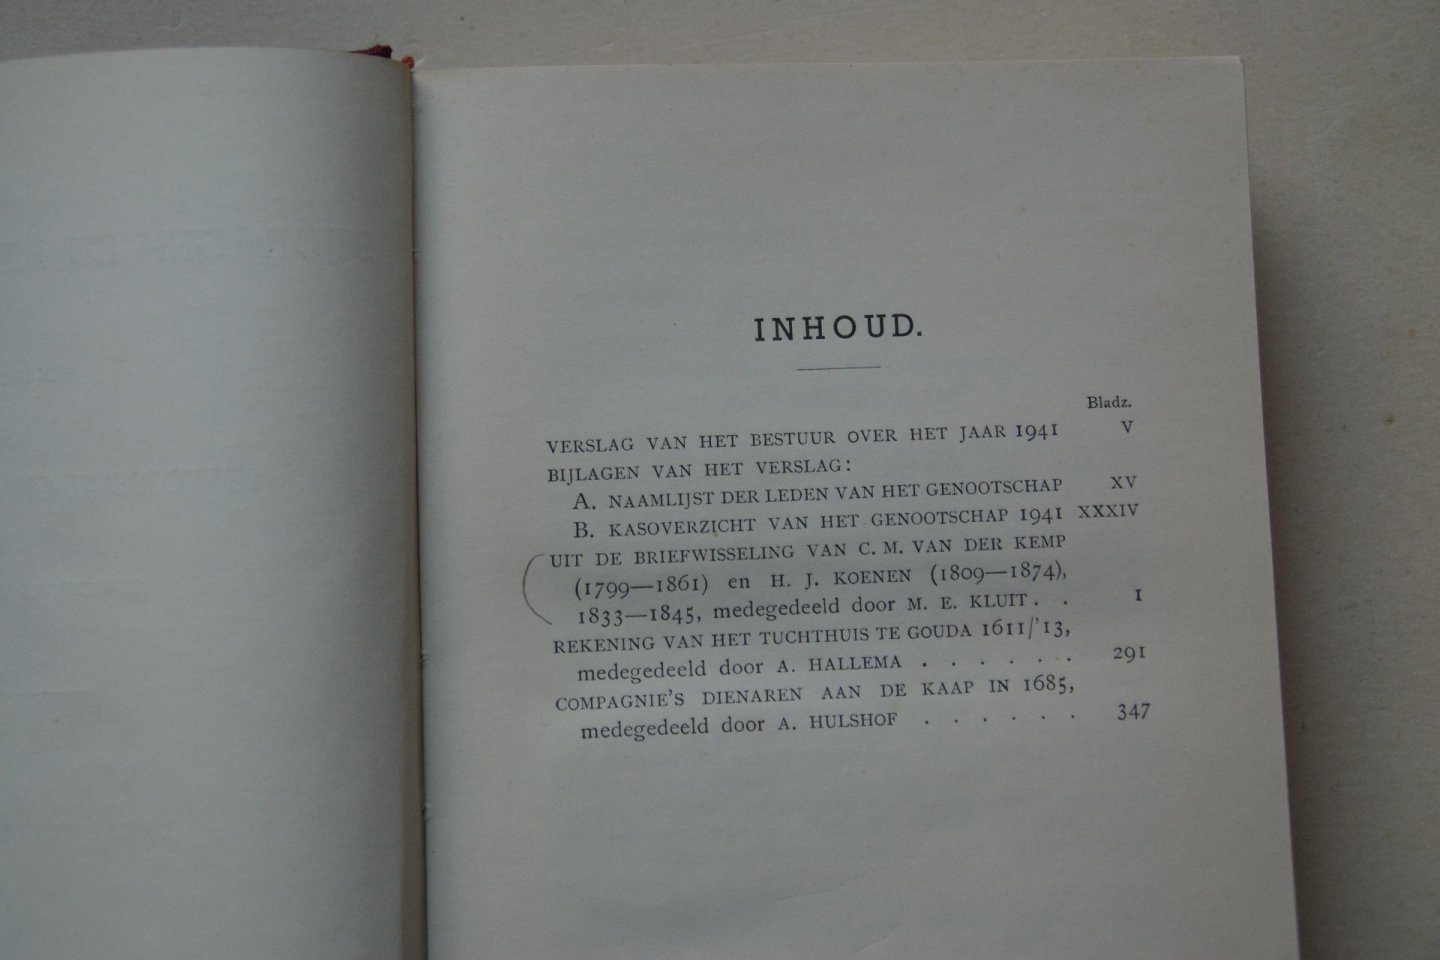 INHOUD.
Bladz.
VERSLAG VAN HET BESTUUR OVER HET JAAR 1941 V
BIJLAGEN VAN HET VERSLAG:
A. NAAMLIJST DER LEDEN VAN HET GENOOTSCHAP XV
B. KASOVERZICHT VAN HET GENOOTSCHAP 1941 XXXIV
UIT DE BRIEFWISSELING VAN C. M. VAN DER KEMP
(1799—1861) en H. J. KOENEN (1809—1874),
1833—1845, medegedeeld door M. E. KLUIT . . 1
REKENING VAN HET TUCHTHUIS TE GOUDA 1611/'13,
medegedeeld door A. HALLEMA . . . . . . 291
COMPAGNIE'S DIENAREN AAN DE KAAP IN 1685,
medegedeeld door A. HULSHOF . . . . . . 347